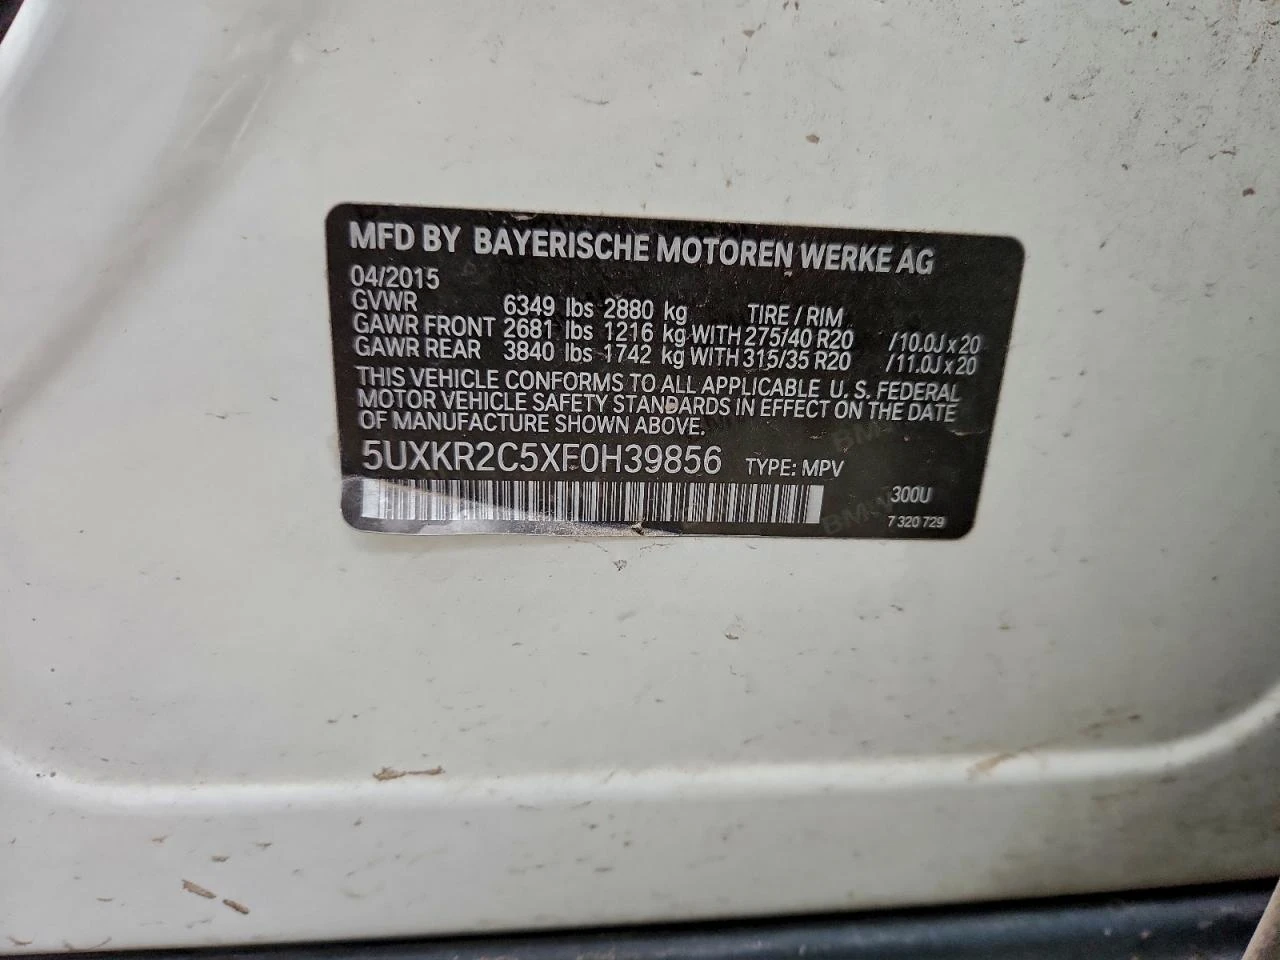 MFD BY BAYERISCHE MOTOREN WERKE AG
04/2015
GVWR 6349 lbs 2880 kg TIRE / RIM
GAWR FRONT 2681 lbs 1216 kg WITH 275/40 R20 /10.0J x 20
GAWR REAR 3840 lbs 1742 kg WITH 315/35 R20 /11.0J x 20
THIS VEHICLE CONFORMS TO ALL APPLICABLE U.S. FEDERAL
MOTOR VEHICLE SAFETY STANDARDS IN EFFECT ON THE DATE
OF MANUFACTURE SHOWN ABOVE.
5UXKR2C5XF0H39856 TYPE: MPV
300U
7 320 729
BMW
BMW